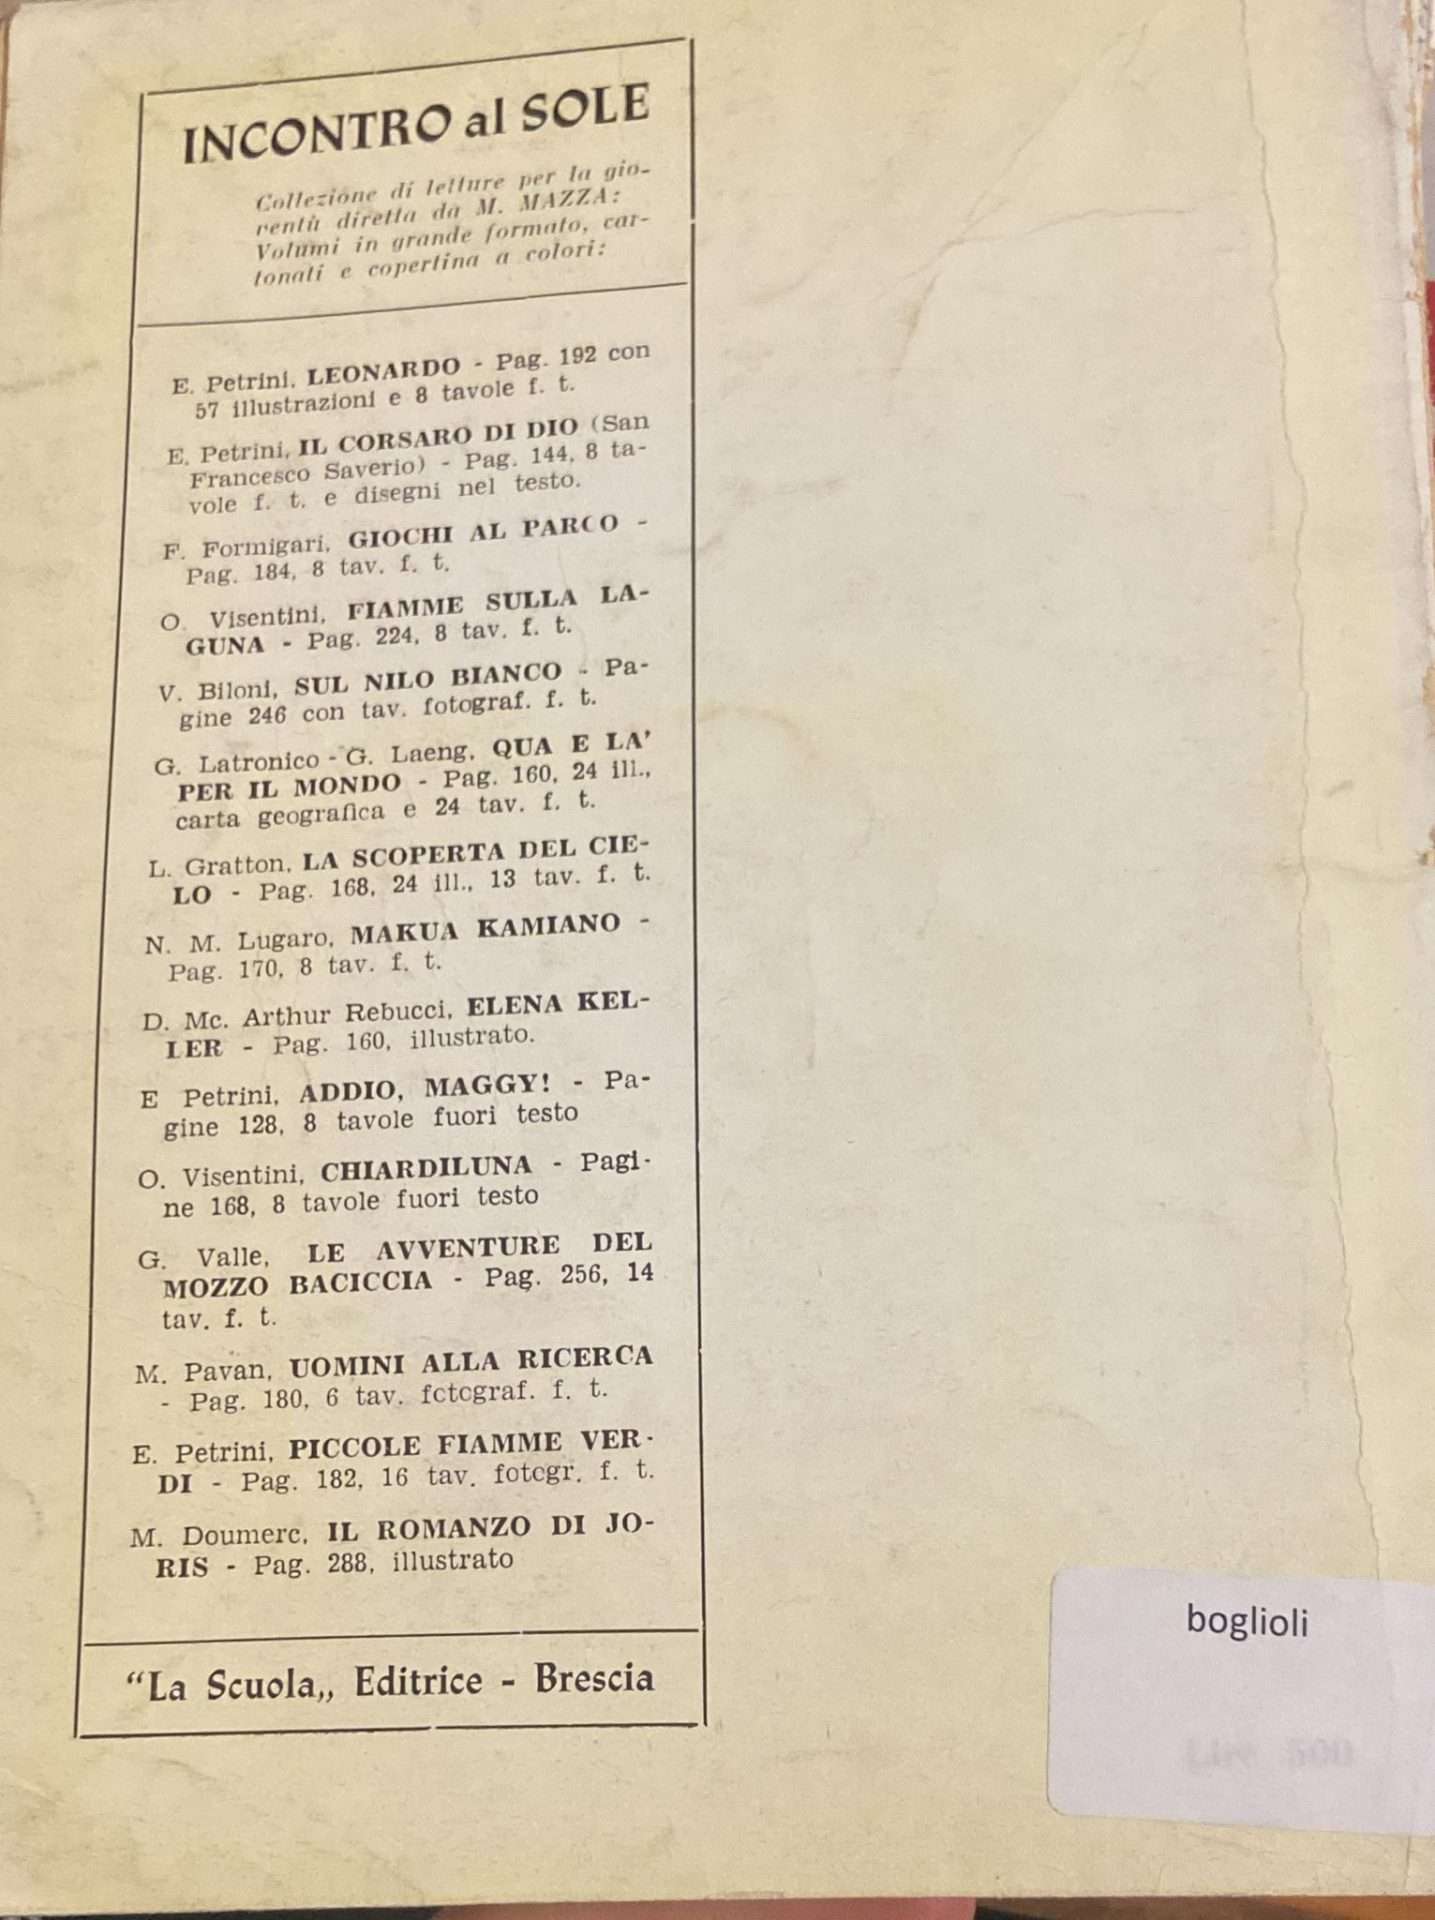 INCONTRO al SOLE
Collezione di letture per la gio-
ventù diretta da M. MAZZA:
Volumi in grande formato, car-
tonati e copertina a colori:
E. Petrini, LEONARDO - Pag. 192 con
57 illustrazioni e 8 tavole f. t.
E. Petrini, IL CORSARO DI DIO (San
Francesco Saverio) - Pag. 144, 8 ta-
vole f. t. e disegni nel testo.
F. Formigari, GIOCHI AL PARCO -
Pag. 184, 8 tav. f. t.
O. Visentini, FIAMME SULLA LA-
GUNA - Pag. 224, 8 tav. f. t.
V. Biloni, SUL NILO BIANCO - Pa-
gine 246 con tav. fotograf. f. t.
G. Latronico - G. Laeng, QUA E LA'
PER IL MONDO - Pag. 160, 24 ill.,
carta geografica e 24 tav. f. t.
L. Gratton, LA SCOPERTA DEL CIE-
LO - Pag. 168, 24 ill., 13 tav. f. t.
N. M. Lugaro, MAKUA KAMIANO -
Pag. 170, 8 tav. f. t.
D. Mc. Arthur Rebucci, ELENA KEL-
LER - Pag. 160, illustrato.
E Petrini, ADDIO, MAGGY! - Pa-
gine 128, 8 tavole fuori testo
O. Visentini, CHIARDILUNA - Pagi-
ne 168, 8 tavole fuori testo
G. Valle, LE AVVENTURE DEL
MOZZO BACICCIA - Pag. 256, 14
tav. f. t.
M. Pavan, UOMINI ALLA RICERCA
- Pag. 180, 6 tav. fotograf. f. t.
E. Petrini, PICCOLE FIAMME VER-
DI - Pag. 182, 16 tav. fotogr. f. t.
M. Doumerc, IL ROMANZO DI JO-
RIS - Pag. 288, illustrato
"La Scuola,, Editrice - Brescia
boglioli
Lire 500